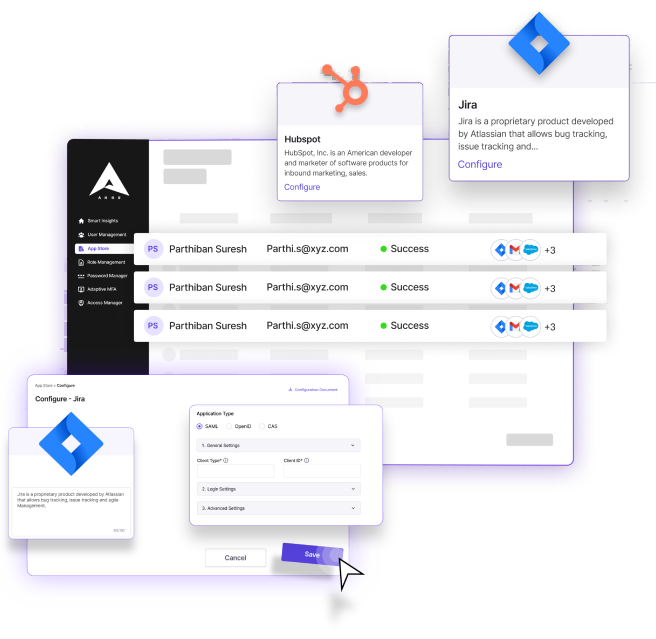 Jira
Jira is a proprietary product developed
by Atlassian that allows bug tracking,
issue tracking and...
Configure
Hubspot
HubSpot, Inc. is an American developer
and marketer of software products for
inbound marketing, sales.
Configure
Smart Insights
User Management
App Store
Role Management
Password Manager
Adaptive MFA
Access Manager
PS Parthiban Suresh Parthi.s@xyz.com Success +3
PS Parthiban Suresh Parthi.s@xyz.com Success +3
PS Parthiban Suresh Parthi.s@xyz.com Success +3
App Store > Configure
Configuration Document
Configure - Jira
Jira is a proprietary product developed by Atlassian
that allows bug tracking, issue tracking and agile
Management.
Application Type
SAML OpenID CAS
1. General Settings
Client Type* Client ID*
2. Login Settings
3. Advanced Settings
Cancel Save